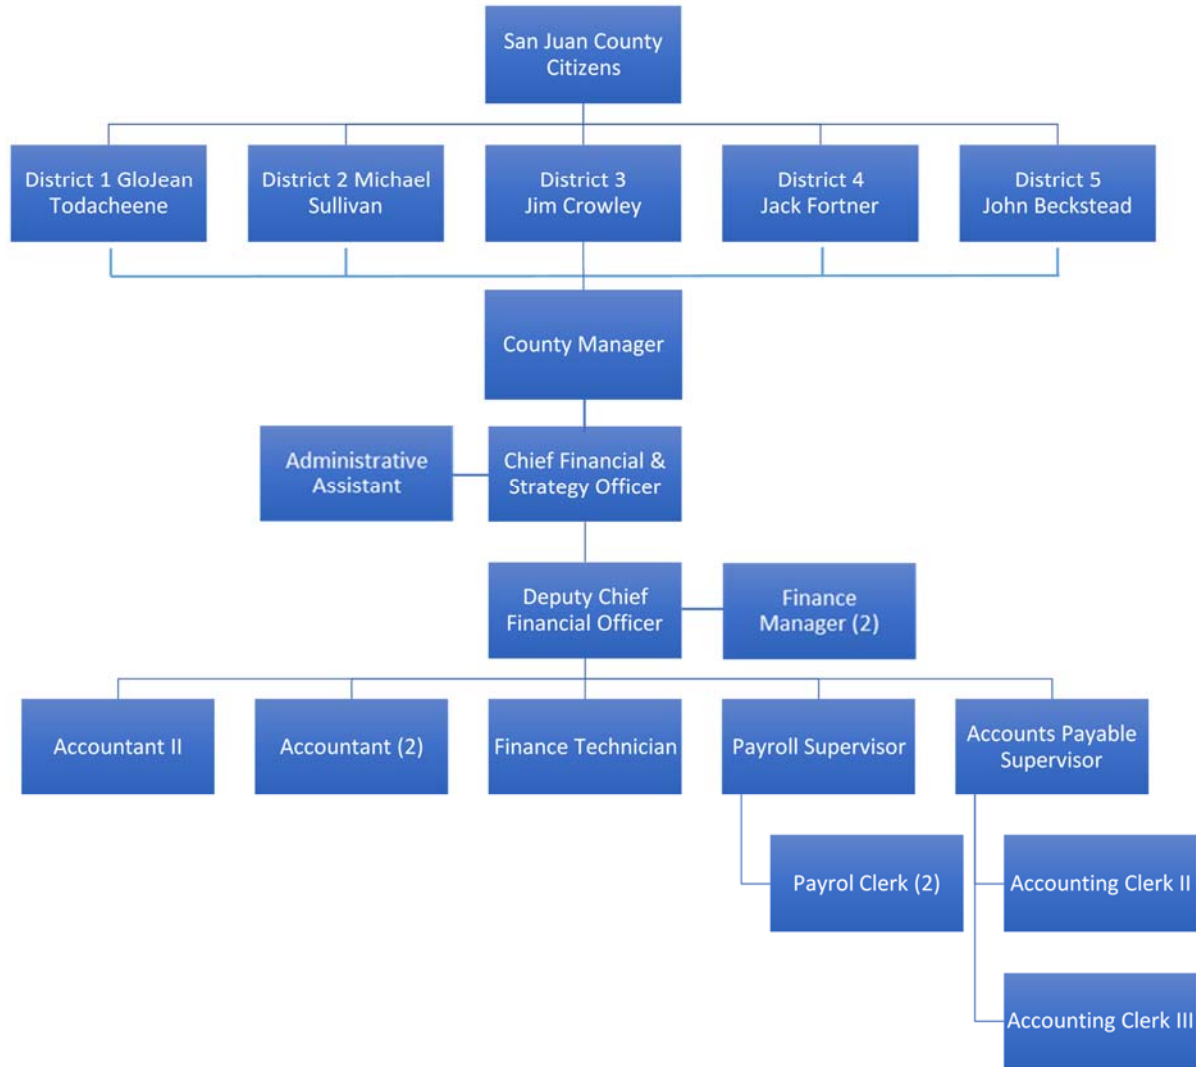 San Juan County
Citizens
District 1 GloJean
Todacheene
District 2 Michael
Sullivan
District 3
Jim Crowley
District 4
Jack Fortner
District 5
John Beckstead
County Manager
Administrative
Assistant
Chief Financial &
Strategy Officer
Deputy Chief
Financial Officer
Finance
Manager (2)
Accountant II
Accountant (2)
Finance Technician
Payroll Supervisor
Accounts Payable
Supervisor
Payrol Clerk (2)
Accounting Clerk II
Accounting Clerk III